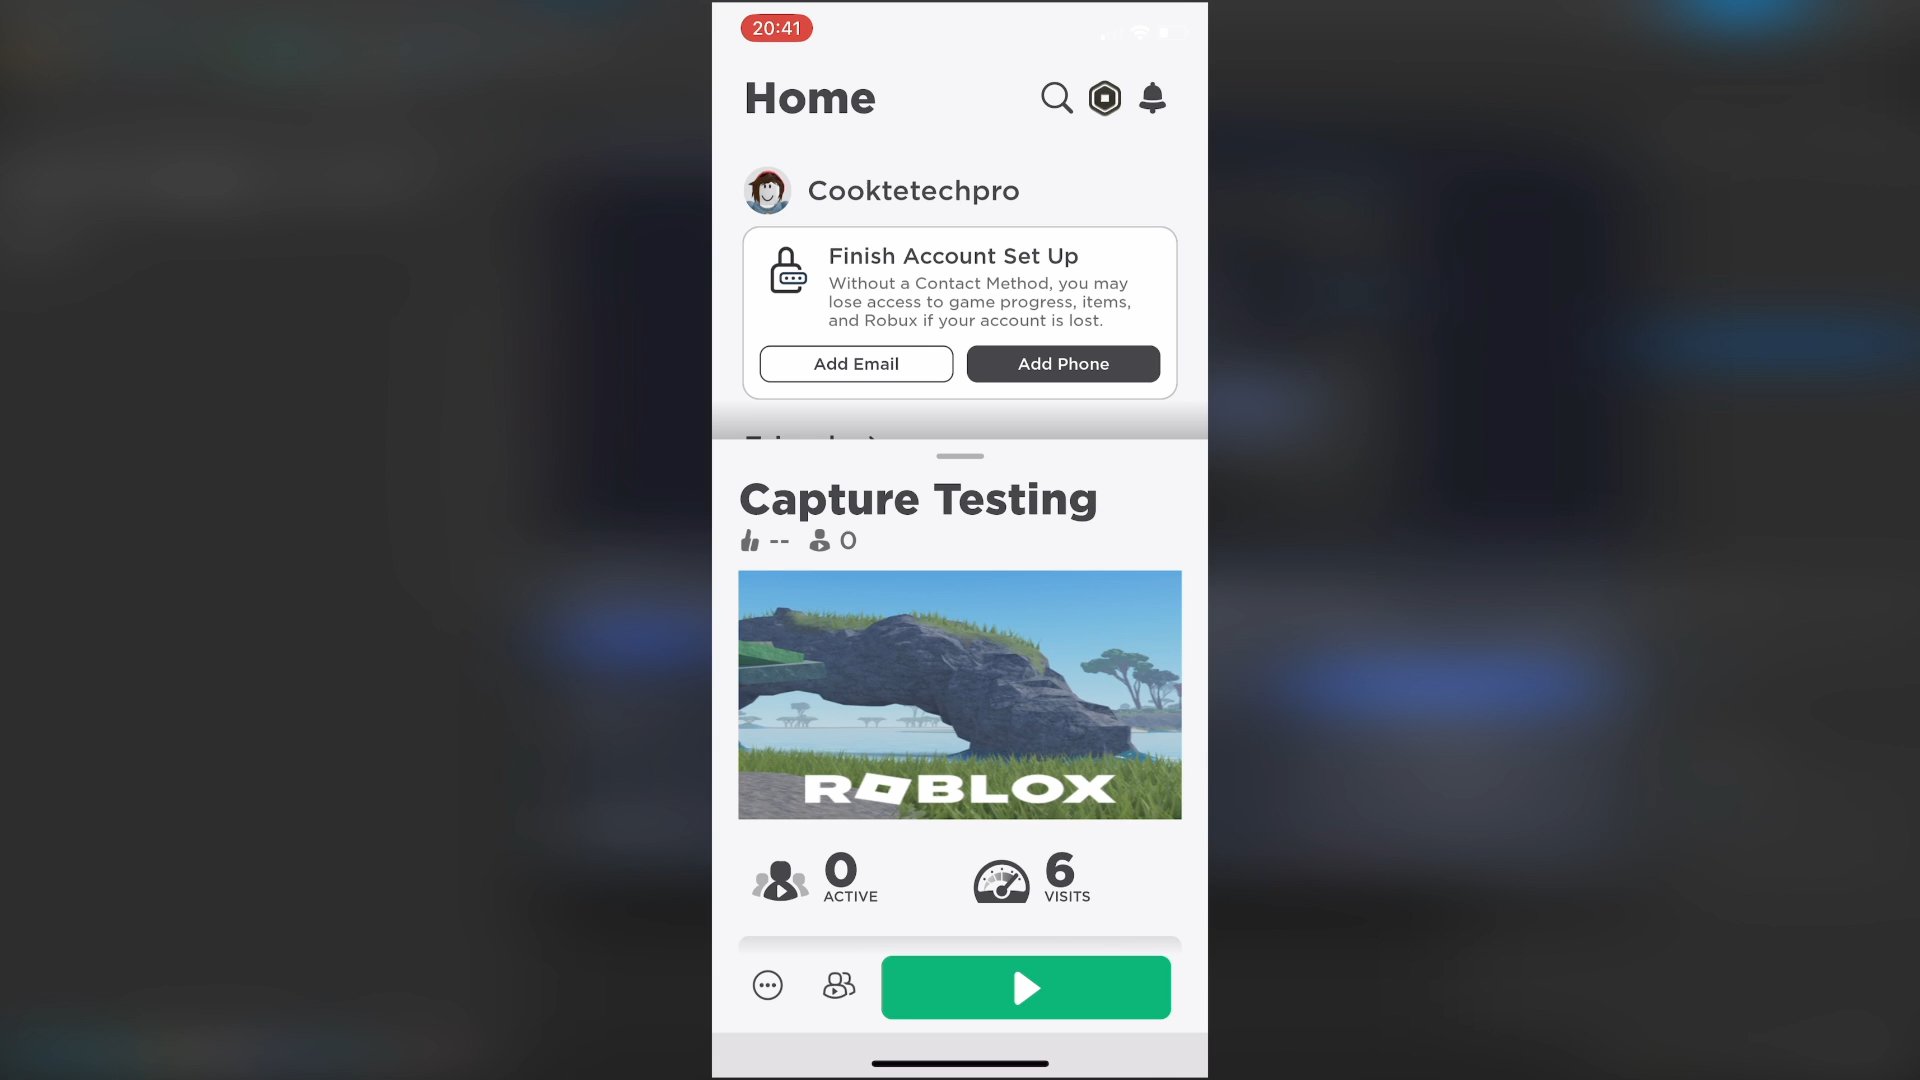 20:41
Home
Cooktetechpro
Finish Account Set Up
Without a Contact Method, you may
lose access to game progress, items,
and Robux if your account is lost.
Add Email
Add Phone
Capture Testing
-- 0
ROBLOX
0
ACTIVE
6
VISITS